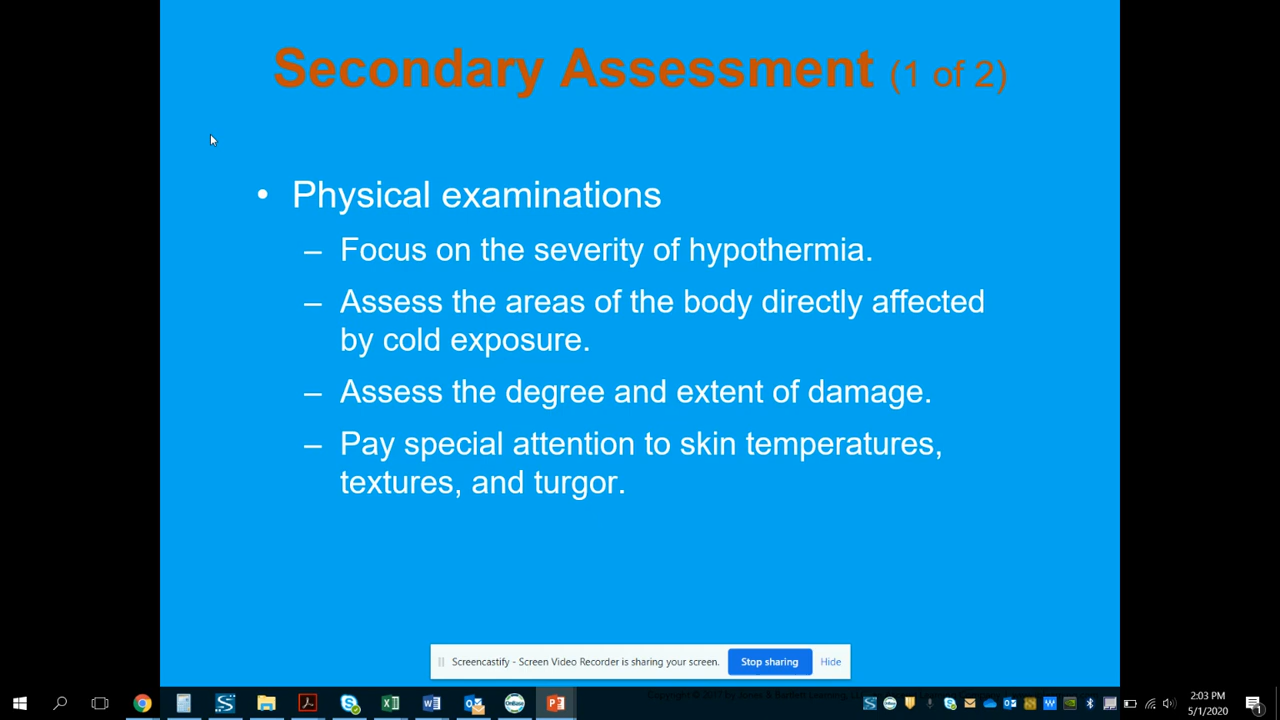 Secondary Assessment (1 of 2)
• Physical examinations
– Focus on the severity of hypothermia.
– Assess the areas of the body directly affected
by cold exposure.
– Assess the degree and extent of damage.
– Pay special attention to skin temperatures,
textures, and turgor.
Screencastify - Screen Video Recorder is sharing your screen.
Stop sharing
Hide
2:03 PM
5/1/2020